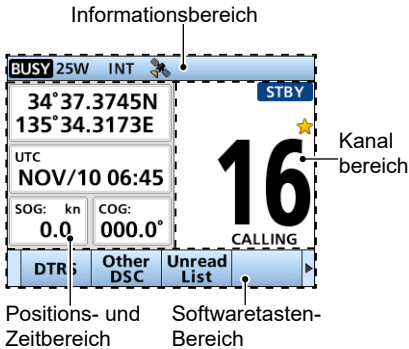 Informationsbereich
BUSY 25W INT
STBY
34°37.3745N
135°34.3173E
UTC
NOV/10 06:45
SOG: kn
0.0
COG:
000.0°
16
CALLING
Kanal
bereich
DTRS
Other
DSC
Unread
List
Positions- und
Zeitbereich
Softwaretasten-
Bereich